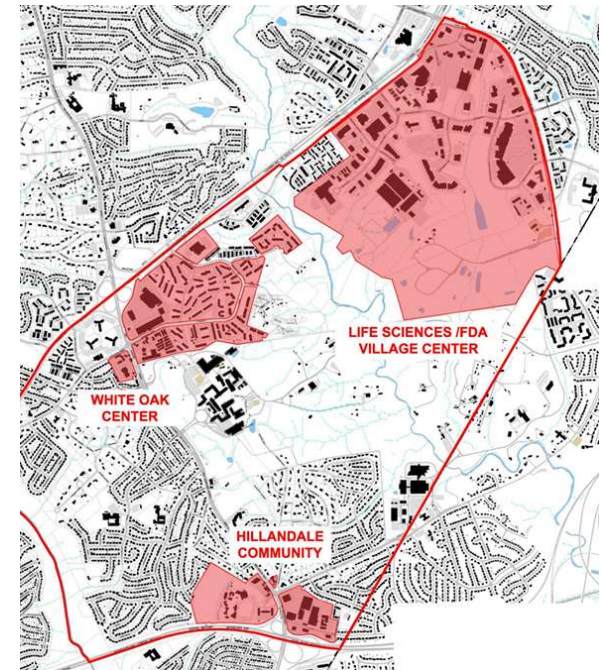 LIFE SCIENCES /FDA
VILLAGE CENTER
WHITE OAK
CENTER
HILLANDALE
COMMUNITY